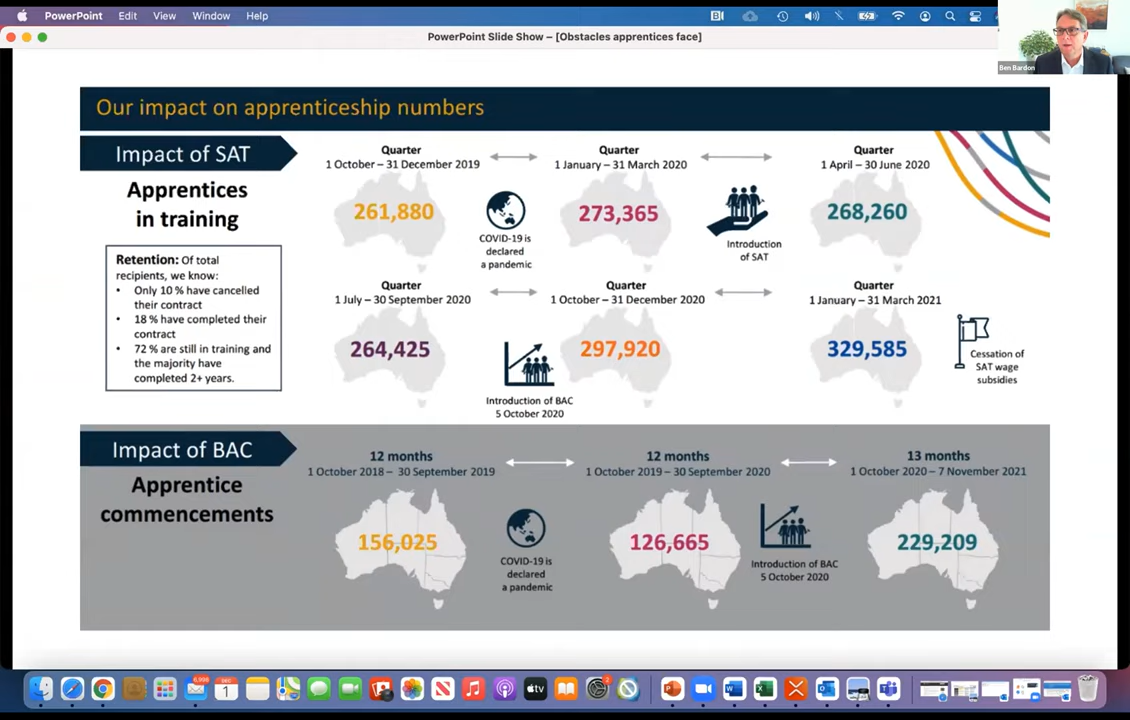 PowerPoint Edit View Window Help
PowerPoint Slide Show – [Obstacles apprentices face]
Ben Bardon
Our impact on apprenticeship numbers
Impact of SAT
Apprentices
in training
Retention: Of total
recipients, we know:
• Only 10 % have cancelled
their contract
• 18 % have completed their
contract
• 72 % are still in training and
the majority have
completed 2+ years.
Quarter
1 October – 31 December 2019
261,880
COVID-19 is
declared
a pandemic
Quarter
1 January – 31 March 2020
273,365
Introduction
of SAT
Quarter
1 April – 30 June 2020
268,260
Quarter
1 July – 30 September 2020
264,425
Introduction of BAC
5 October 2020
Quarter
1 October – 31 December 2020
297,920
Quarter
1 January – 31 March 2021
329,585
Cessation of
SAT wage
subsidies
Impact of BAC
Apprentice
commencements
12 months
1 October 2018 – 30 September 2019
156,025
COVID-19 is
declared
a pandemic
12 months
1 October 2019 – 30 September 2020
126,665
Introduction of BAC
5 October 2020
13 months
1 October 2020 – 7 November 2021
229,209
DEC
1
tv